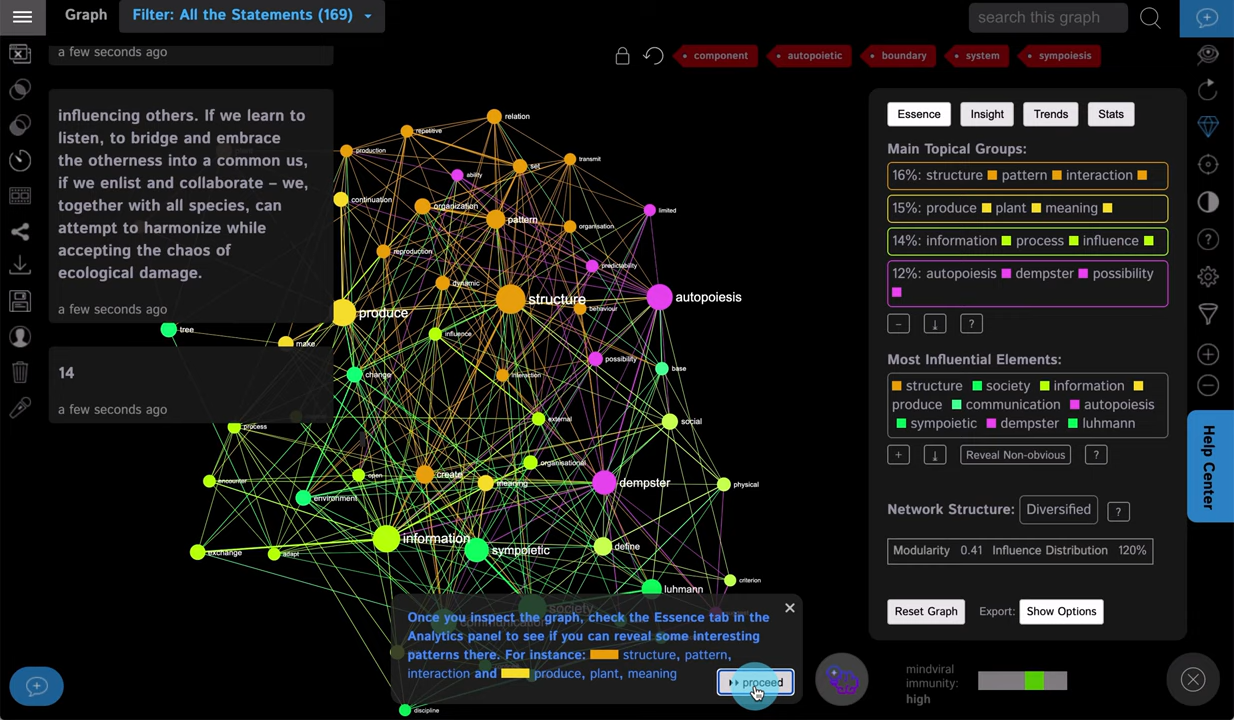 Graph
Filter: All the Statements (169)
search this graph
a few seconds ago
component
autopoietic
boundary
system
sympoiesis
influencing others. If we learn to
listen, to bridge and embrace
the otherness into a common us,
if we enlist and collaborate – we,
together with all species, can
attempt to harmonize while
accepting the chaos of
ecological damage.
a few seconds ago
14
a few seconds ago
relation
repetitive
production
set
transmit
ability
continuation
organization
pattern
limited
organisation
reproduction
predictability
dynamic
structure
autopoiesis
behaviour
produce
tree
influence
make
possibility
change
base
interaction
external
social
process
organisational
open
create
meaning
dempster
physical
encounter
environment
information
sympoietic
define
exchange
adapt
criterion
luhmann
society
communication
discipline
Essence
Insight
Trends
Stats
Main Topical Groups:
16%: structure pattern interaction
15%: produce plant meaning
14%: information process influence
12%: autopoiesis dempster possibility
?
Most Influential Elements:
structure society information
produce communication autopoiesis
sympoietic dempster luhmann
+
Reveal Non-obvious
?
Network Structure: Diversified ?
Modularity 0.41 Influence Distribution 120%
Reset Graph
Export:
Show Options
Help Center
Once you inspect the graph, check the Essence tab in the
Analytics panel to see if you can reveal some interesting
patterns there. For instance: structure, pattern,
interaction and produce, plant, meaning
proceed
mindviral
immunity:
high